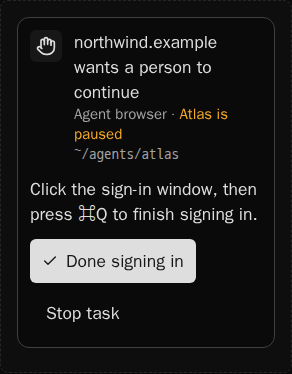 northwind.example
wants a person to
continue
Agent browser · Atlas is
paused
~/agents/atlas
Click the sign-in window, then
press ⌘Q to finish signing in.
Done signing in
Stop task